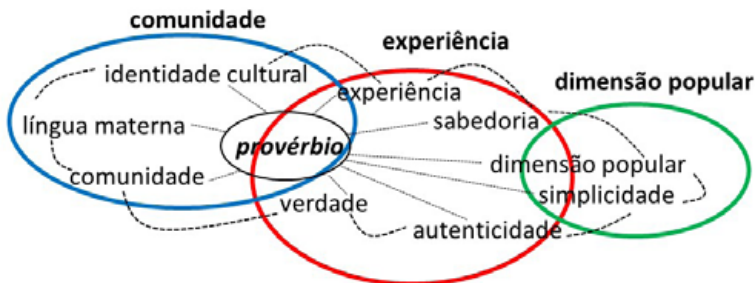 comunidade
experiência
dimensão popular
identidade cultural
experiência
língua materna
sabedoria
provérbio
dimensão popular
comunidade
simplicidade
verdade
autenticidade